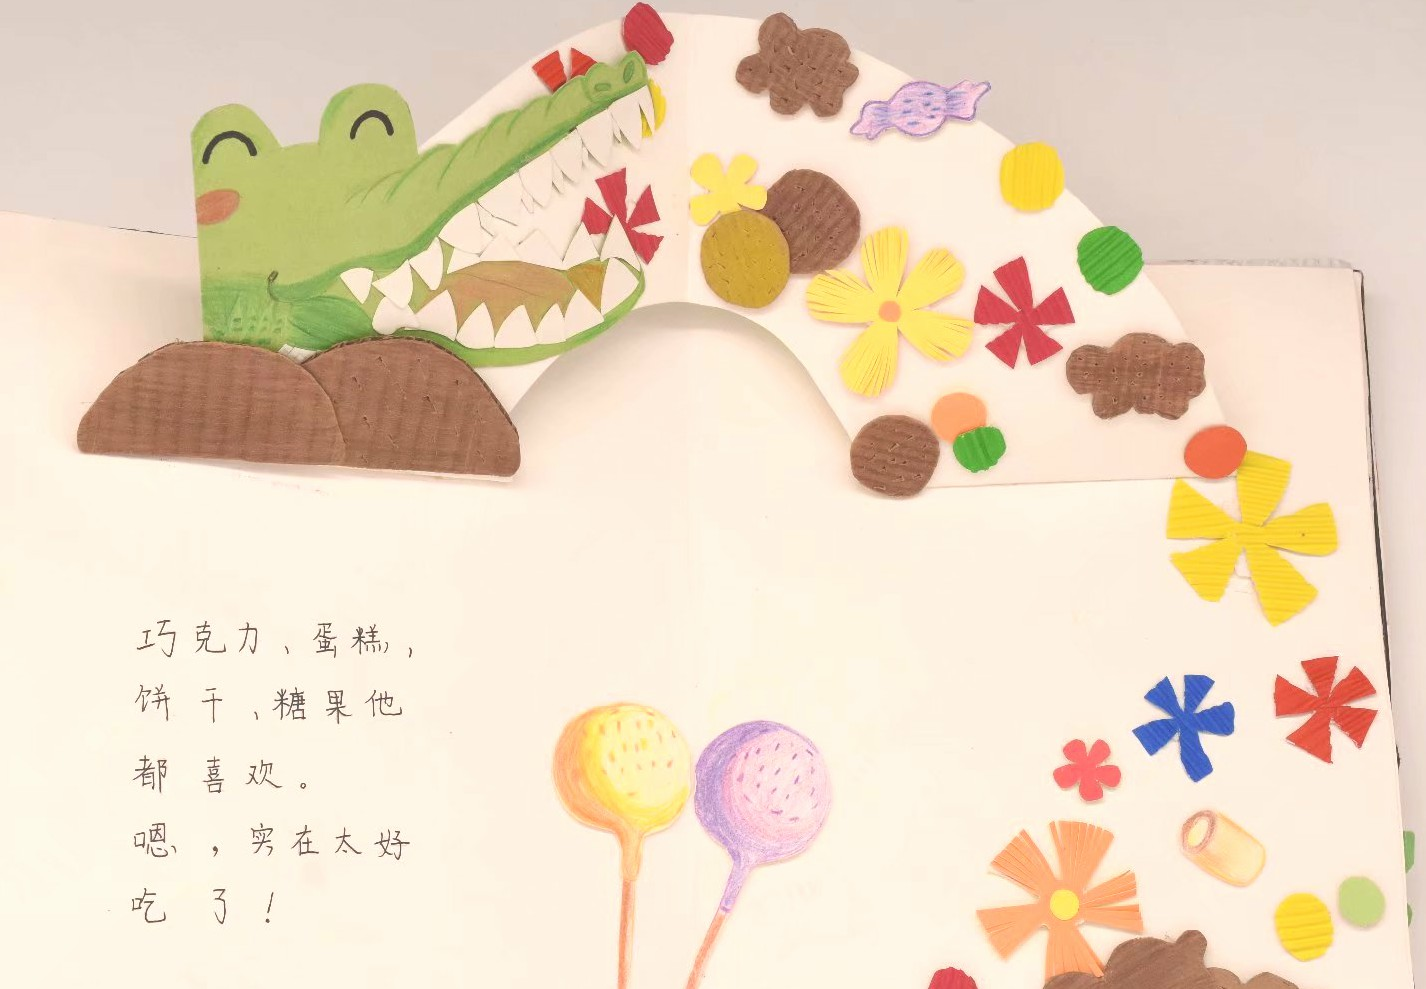 巧克力、蛋糕，
饼干、糖果他
都喜欢。
嗯，实在太好
吃了！